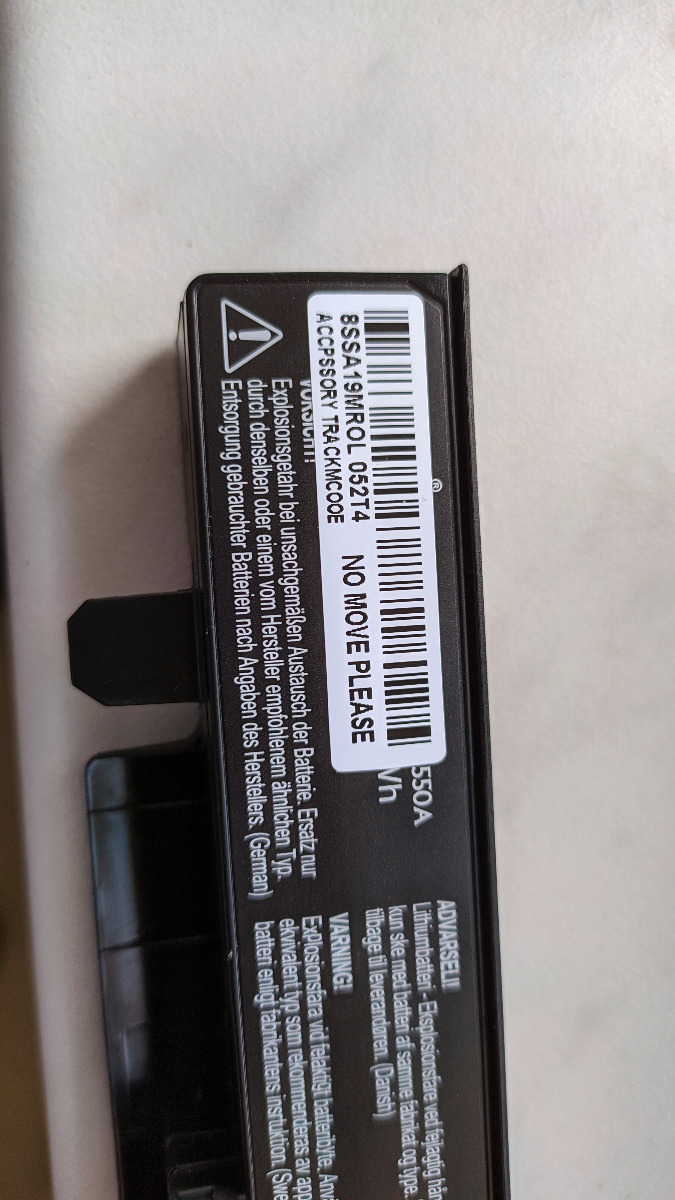 8SSA19MROL 052T4 NO MOVE PLEASE
ACCPSSORY TRACKMCOOE
®
550A
Vh
VORSICHT!
Explosionsgefahr bei unsachgemäßen Austausch der Batterie. Ersatz nur
durch denselben oder einem vom Hersteller empfohlenem ähnlichen Typ.
Entsorgung gebrauchter Batterien nach Angaben des Herstellers. (German)
ADVARSEL!
Lithiumbatteri - Eksplosionsfare ved fejlagtig hå
kun ske med batteri af samme fabrikat og type.
tilbage til leverandøren. (Danish)
VARNING!
Explosionsfara vid felaktigt batteribyte. Anvä
ekvivalent typ som rekommenderas av app
batteri enligt fabrikantens instruktion. (Swe